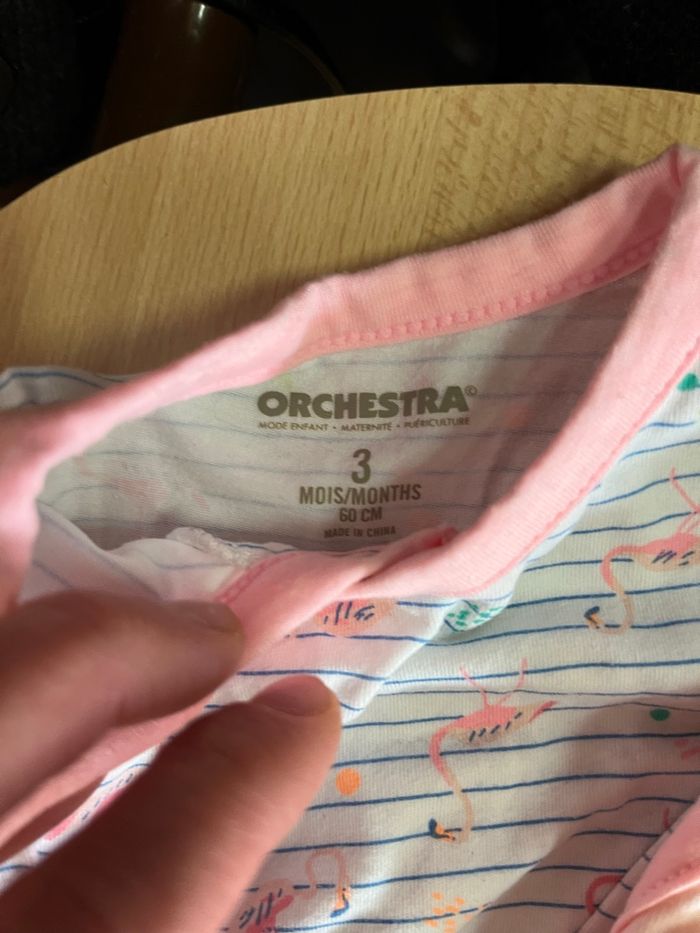 ORCHESTRA®
MODE ENFANT • MATERNITÉ • PUÉRICULTURE
3
MOIS/MONTHS
60 CM
MADE IN CHINA